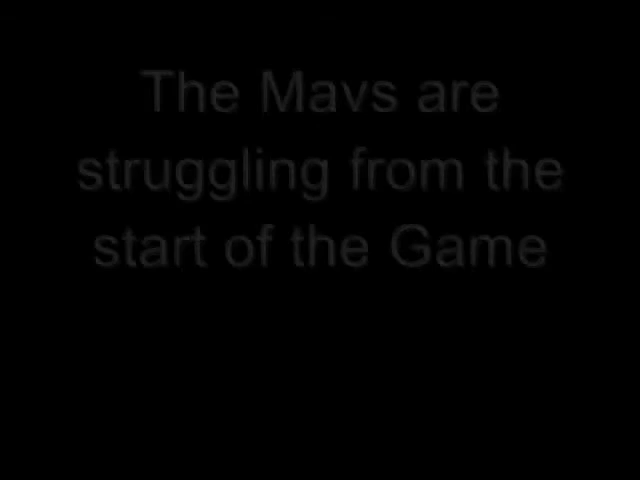 The Mavs are
struggling from the
start of the Game